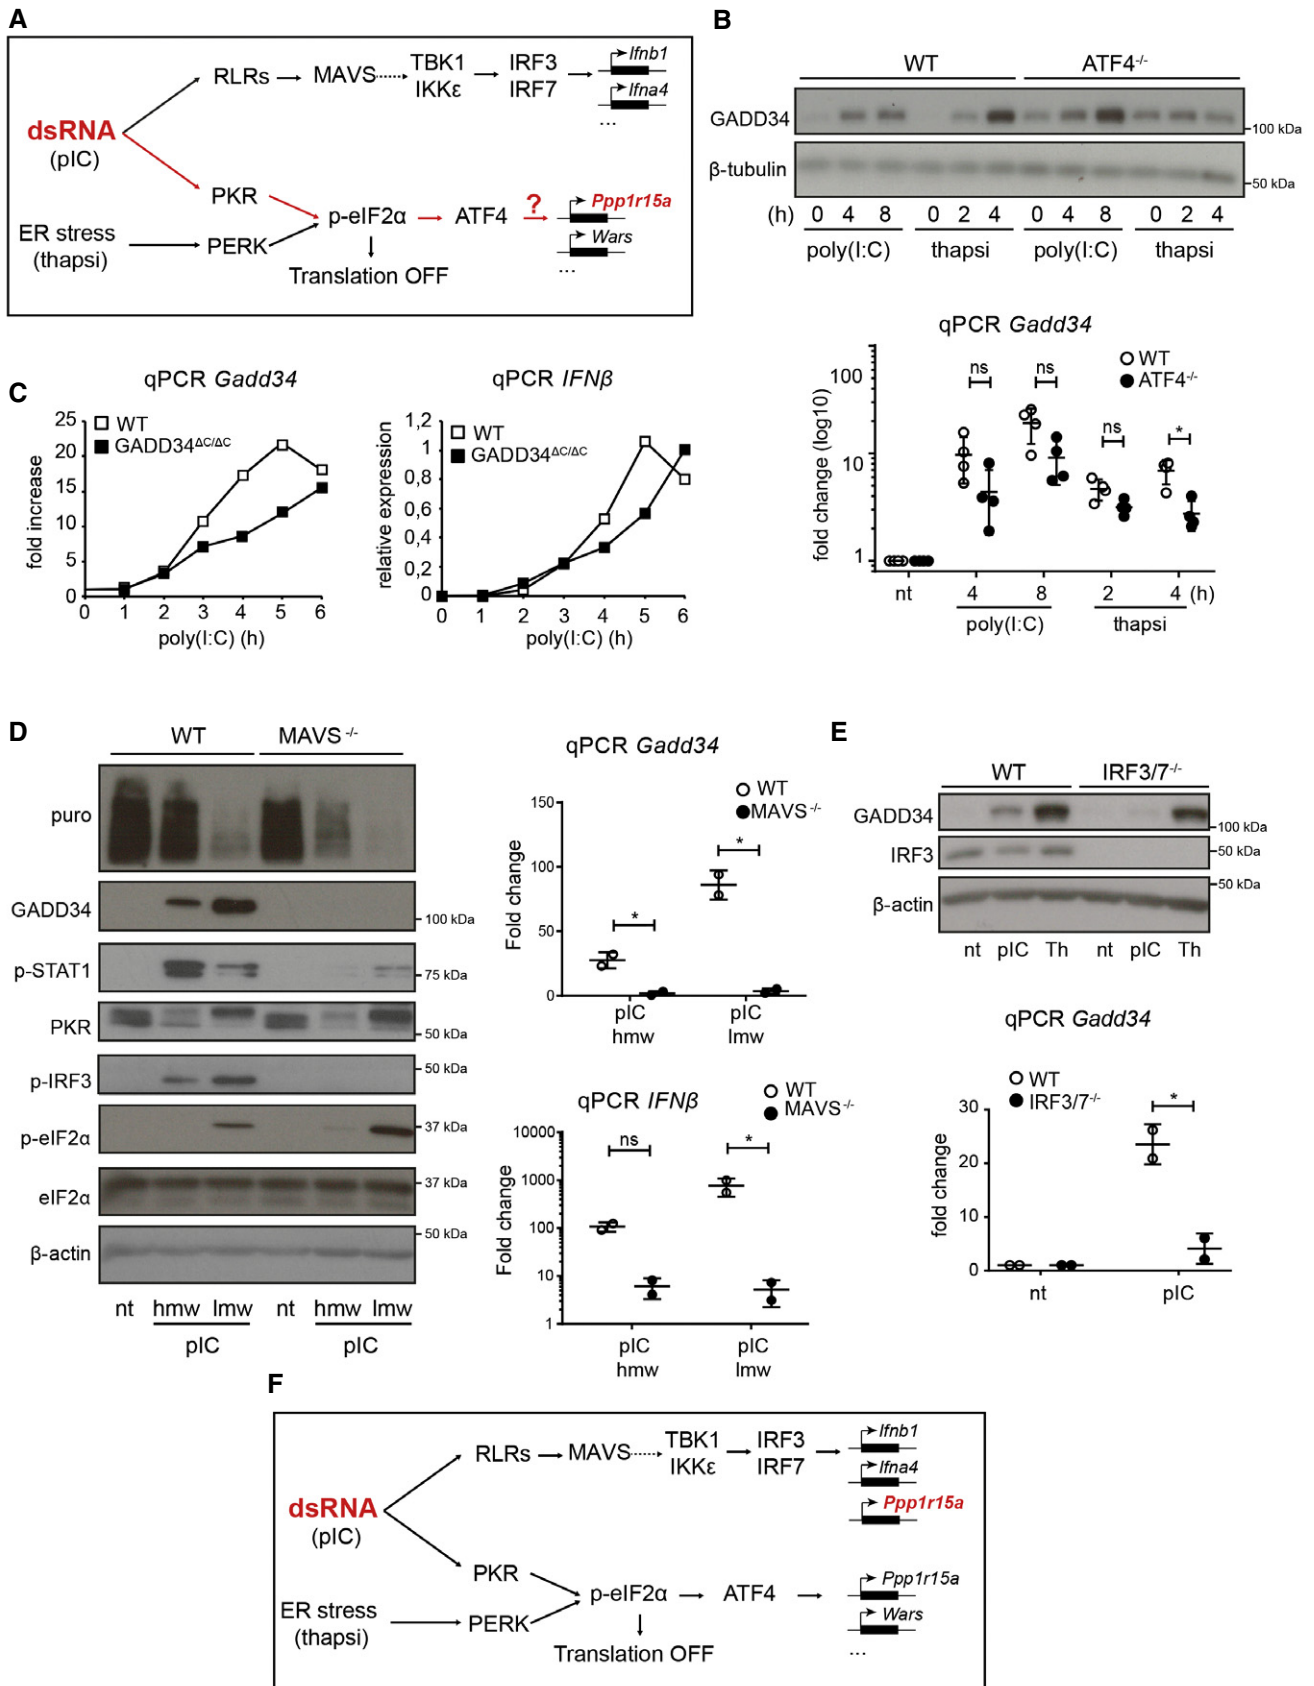 A
dsRNA
(pIC)
RLRs
MAVS
TBK1
IKKε
IRF3
IRF7
Ifnb1
Ifna4
...
PKR
ER stress
(thapsi)
PERK
p-eIF2α
Translation OFF
ATF4
?
Ppp1r15a
Wars
...
B
WT ATF4-/-
GADD34
100 kDa
β-tubulin
50 kDa
(h) 0 4 8 0 2 4 0 4 8 0 2 4
poly(I:C) thapsi poly(I:C) thapsi
qPCR Gadd34
WT
ATF4-/-
fold change (log10)
100
10
1
ns ns ns *
nt 4 8 2 4 (h)
poly(I:C) thapsi
C
qPCR Gadd34
WT
GADD34ΔC/ΔC
fold increase
25
20
15
10
5
0
0 1 2 3 4 5 6
poly(I:C) (h)
qPCR IFNβ
WT
GADD34ΔC/ΔC
relative expression
1,2
1
0,8
0,6
0,4
0,2
0
0 1 2 3 4 5 6
poly(I:C) (h)
D
WT MAVS -/-
puro
GADD34
100 kDa
p-STAT1
75 kDa
PKR
50 kDa
p-IRF3
50 kDa
p-eIF2α
37 kDa
eIF2α
37 kDa
β-actin
50 kDa
nt hmw lmw nt hmw lmw
pIC pIC
qPCR Gadd34
WT
MAVS-/-
Fold change
150
100
50
0
* *
pIC pIC
hmw lmw
qPCR IFNβ
WT
MAVS-/-
Fold change
10000
1000
100
10
1
ns *
pIC pIC
hmw lmw
E
WT IRF3/7-/-
GADD34
100 kDa
IRF3
50 kDa
β-actin
50 kDa
nt pIC Th nt pIC Th
qPCR Gadd34
WT
IRF3/7-/-
fold change
30
20
10
0
*
nt pIC
F
dsRNA
(pIC)
RLRs
MAVS
TBK1
IKKε
IRF3
IRF7
Ifnb1
Ifna4
Ppp1r15a
PKR
ER stress
(thapsi)
PERK
p-eIF2α
Translation OFF
ATF4
Ppp1r15a
Wars
...